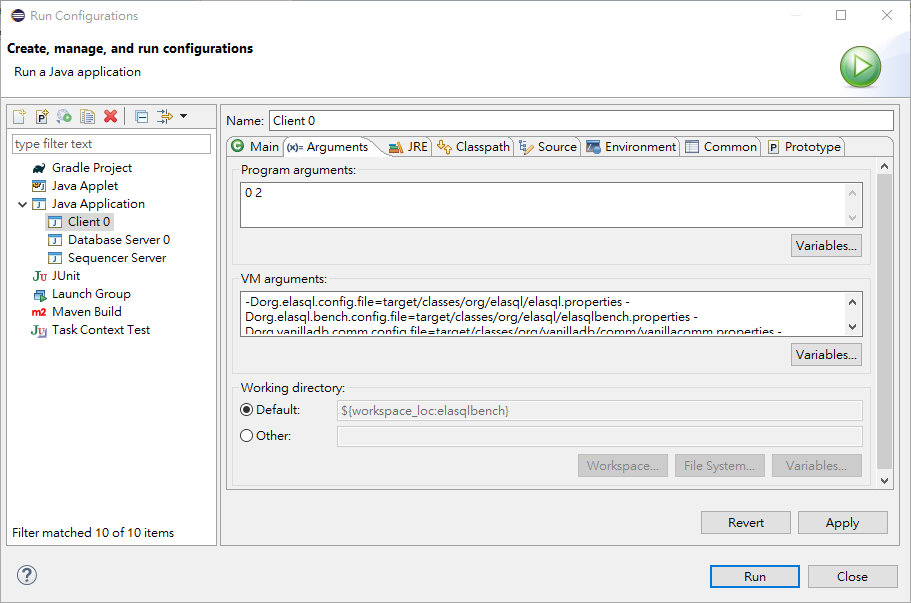 Run Configurations
Create, manage, and run configurations
Run a Java application
type filter text
Gradle Project
Java Applet
Java Application
Client 0
Database Server 0
Sequencer Server
JUnit
Launch Group
Maven Build
Task Context Test
Filter matched 10 of 10 items
Name: Client 0
Main (x)= Arguments JRE Classpath Source Environment Common Prototype
Program arguments:
0 2
Variables...
VM arguments:
-Dorg.elasql.config.file=target/classes/org/elasql/elasql.properties -
Dorg.elasql.bench.config.file=target/classes/org/elasql/elasqlbench.properties -
Dorg.vanilladb.comm.config.file=target/classes/org/vanilladb/comm/vanillacomm.properties -
Variables...
Working directory:
Default: ${workspace_loc:elasqlbench}
Other:
Workspace... File System... Variables...
Revert Apply
Run Close